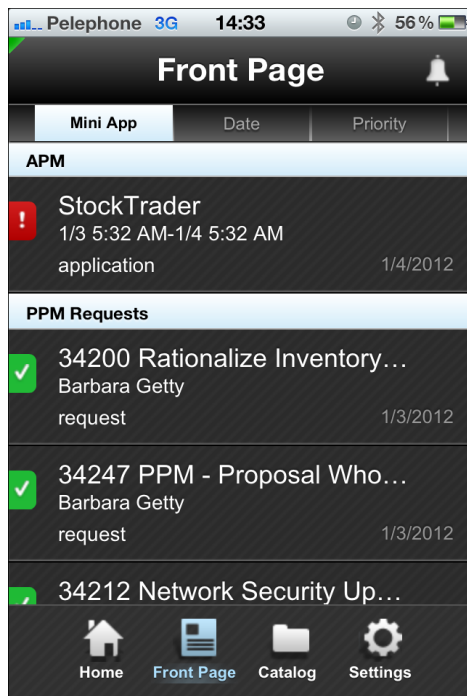 Pelephone 3G 14:33 56%
Front Page
Mini App Date Priority
APM
StockTrader
1/3 5:32 AM-1/4 5:32 AM
application 1/4/2012
PPM Requests
34200 Rationalize Inventory...
Barbara Getty
request 1/3/2012
34247 PPM - Proposal Who...
Barbara Getty
request 1/3/2012
34212 Network Security Up...
Home Front Page Catalog Settings